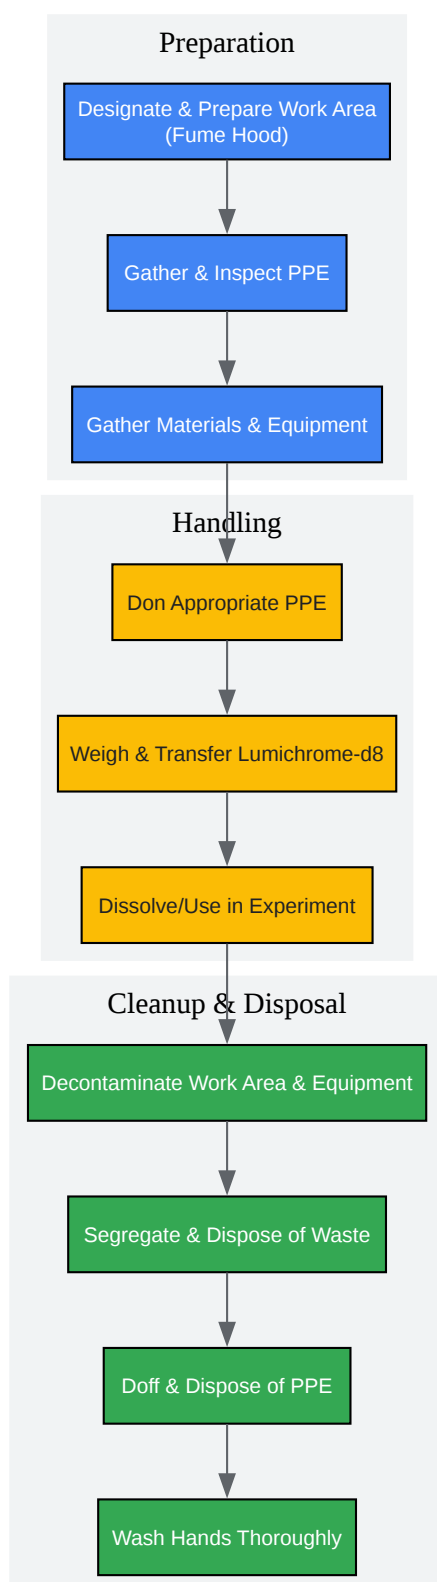 Preparation
Designate & Prepare Work Area
(Fume Hood)
Gather & Inspect PPE
Gather Materials & Equipment
Handling
Don Appropriate PPE
Weigh & Transfer Lumichrome-d8
Dissolve/Use in Experiment
Cleanup & Disposal
Decontaminate Work Area & Equipment
Segregate & Dispose of Waste
Doff & Dispose of PPE
Wash Hands Thoroughly